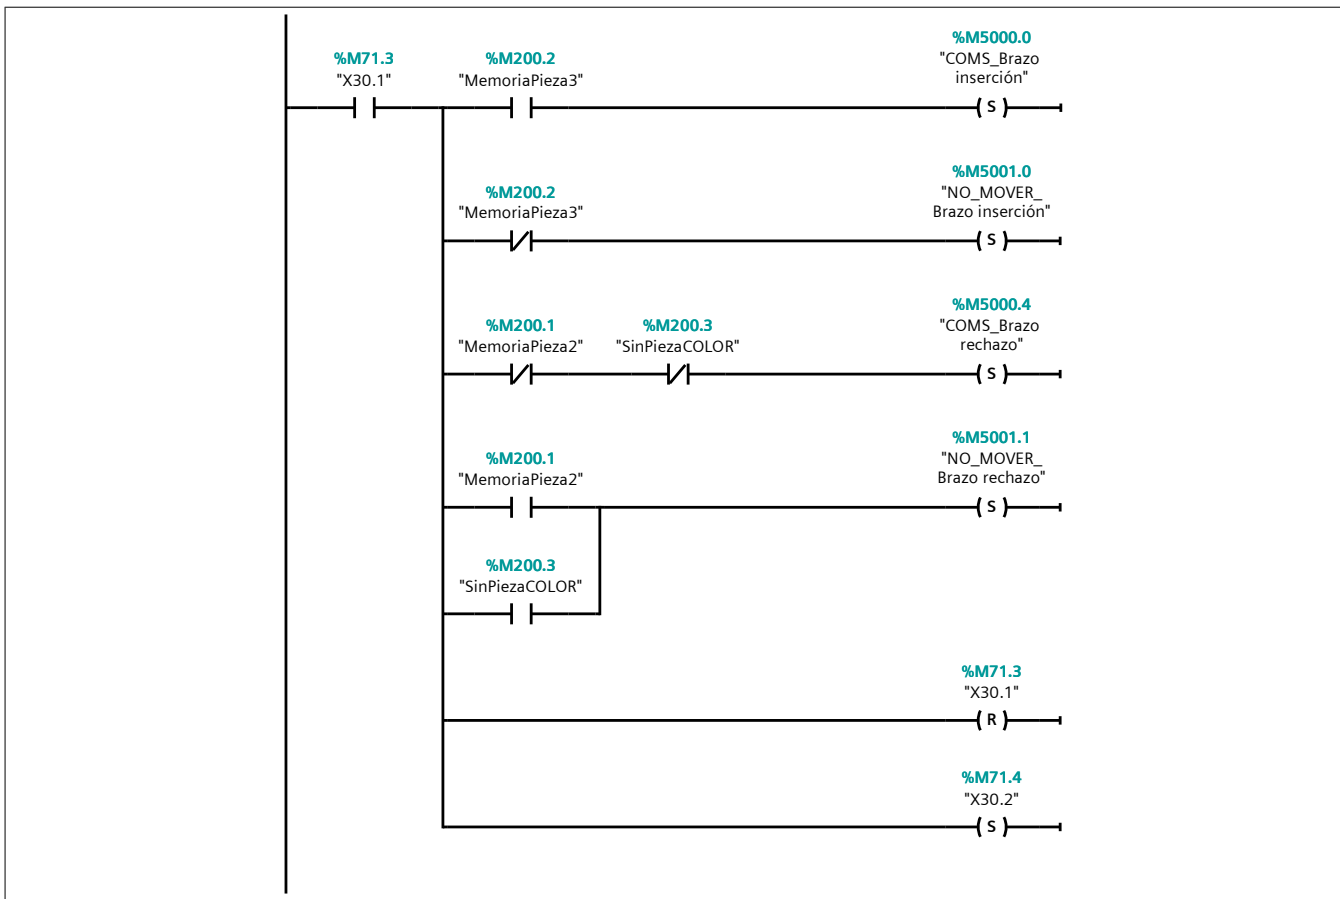 %M71.3
"X30.1"
%M200.2
"MemoriaPieza3"
%M5000.0
"COMS_Brazo
inserción"
( S )
%M200.2
"MemoriaPieza3"
%M5001.0
"NO_MOVER_
Brazo inserción"
( S )
%M200.1
"MemoriaPieza2"
%M200.3
"SinPiezaCOLOR"
%M5000.4
"COMS_Brazo
rechazo"
( S )
%M200.1
"MemoriaPieza2"
%M5001.1
"NO_MOVER_
Brazo rechazo"
( S )
%M200.3
"SinPiezaCOLOR"
%M71.3
"X30.1"
( R )
%M71.4
"X30.2"
( S )